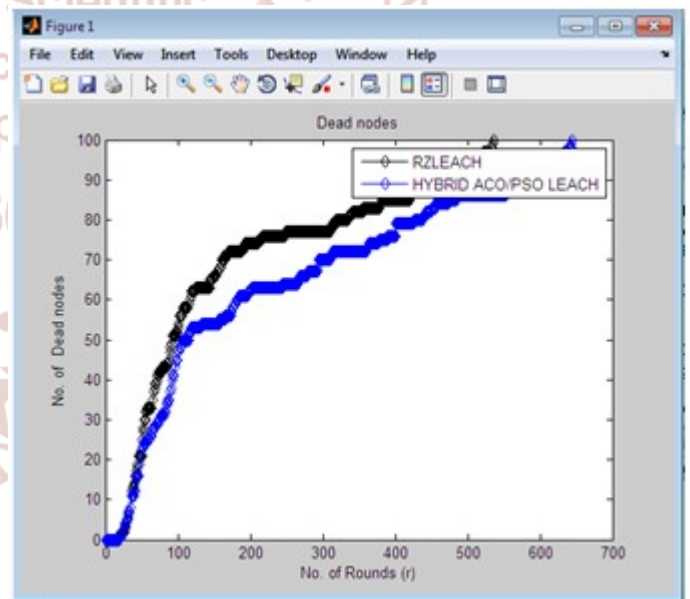 Figure 1
File Edit View Insert Tools Desktop Window Help
Dead nodes
RZLEACH
HYBRID ACO/PSO LEACH
No. of Dead nodes
100
90
80
70
60
50
40
30
20
10
0
0 100 200 300 400 500 600 700
No. of Rounds (r)